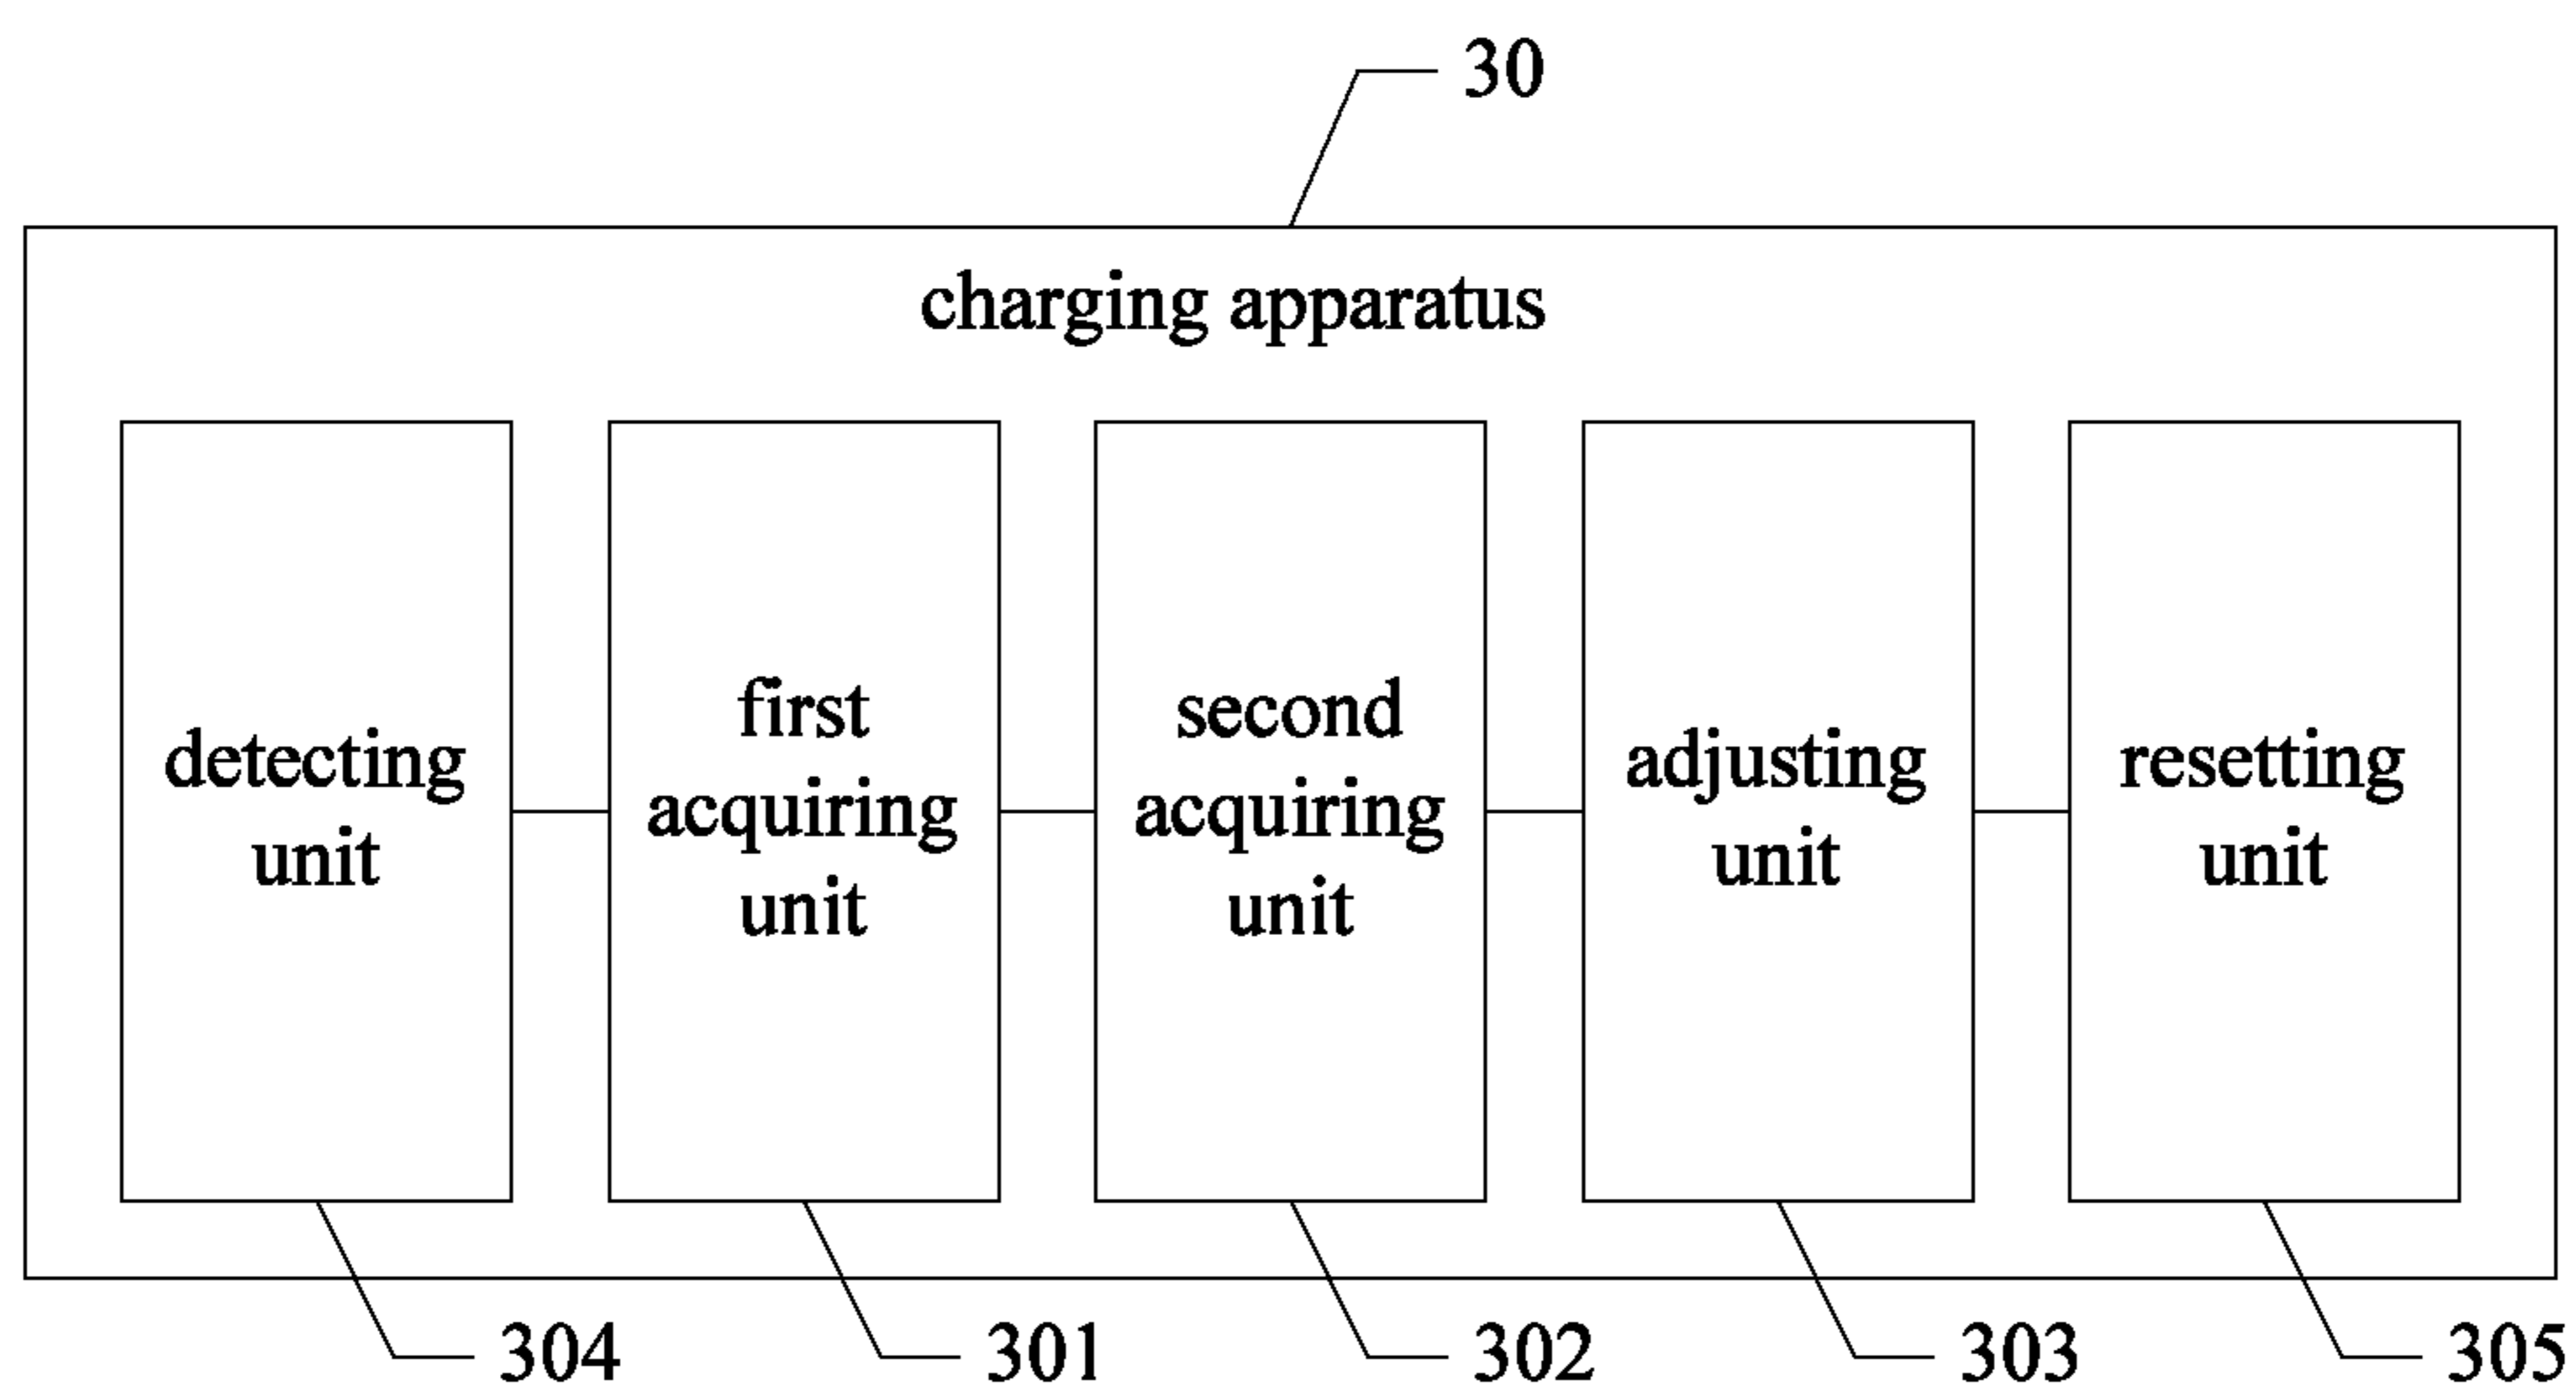 30
charging apparatus
detecting
unit
first
acquiring
unit
second
acquiring
unit
adjusting
unit
resetting
unit
304
301
302
303
305